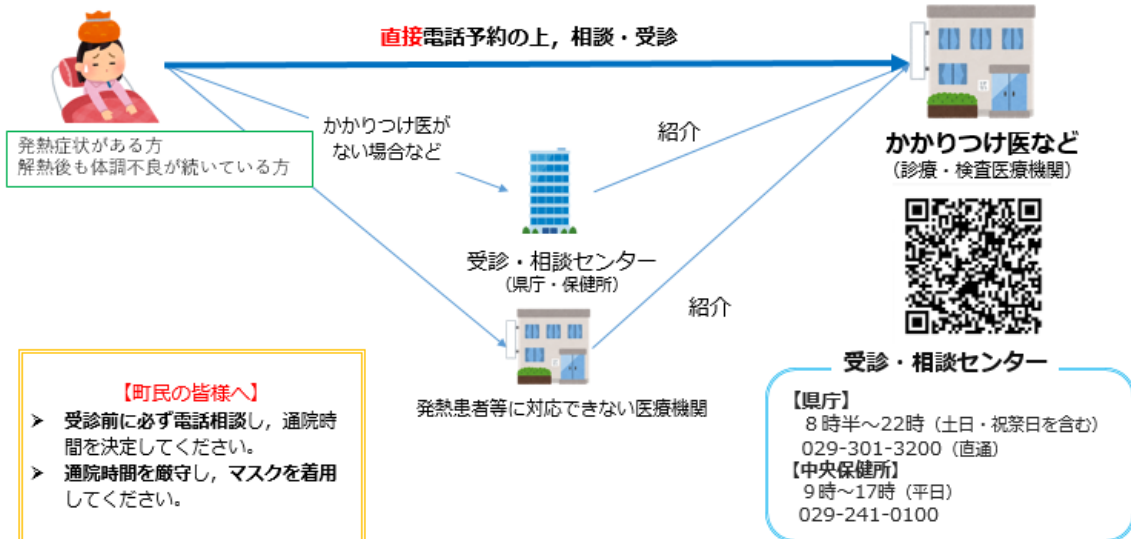 直接電話予約の上，相談・受診
発熱症状がある方
解熱後も体調不良が続いている方
かかりつけ医が
ない場合など
紹介
かかりつけ医など
（診療・検査医療機関）
受診・相談センター
（県庁・保健所）
紹介
発熱患者等に対応できない医療機関
【町民の皆様へ】
➢ 受診前に必ず電話相談し，通院時
間を決定してください。
➢ 通院時間を厳守し，マスクを着用
してください。
受診・相談センター
【県庁】
８時半～22時（土日・祝祭日を含む）
029-301-3200（直通）
【中央保健所】
９時～17時（平日）
029-241-0100